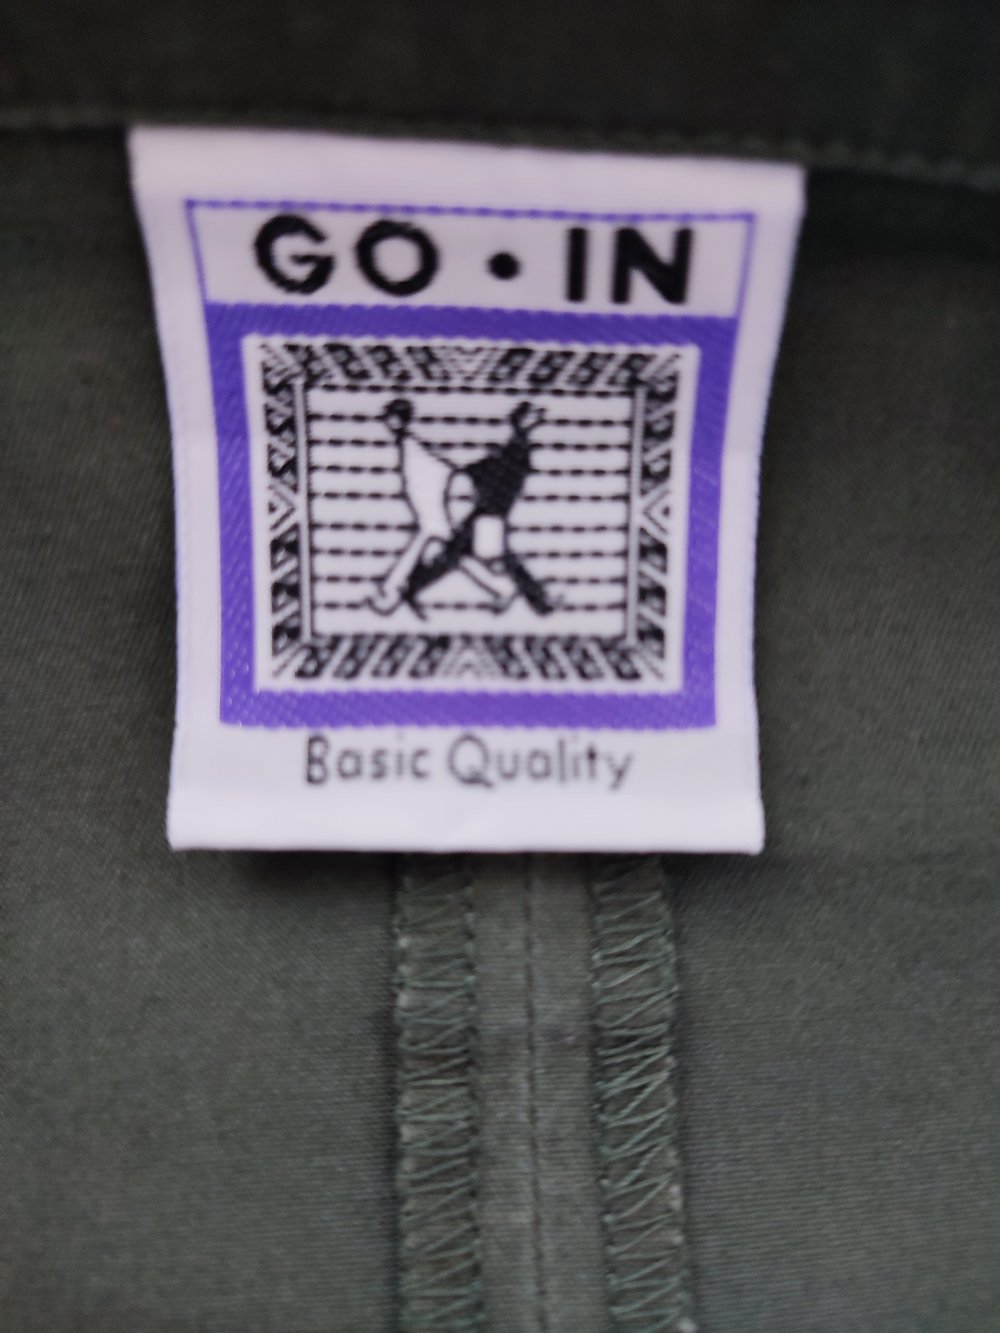 GO • IN
Basic Quality